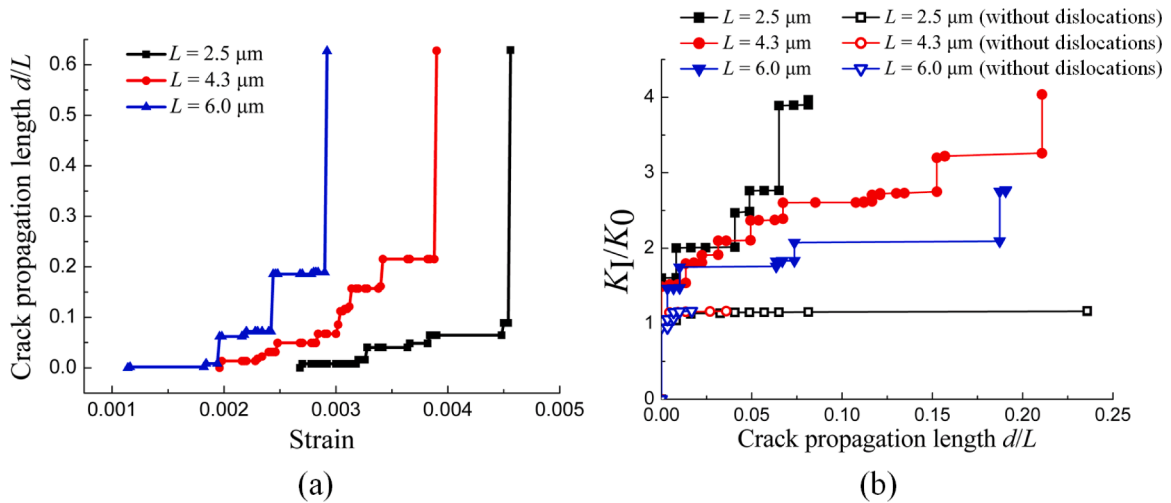 Crack propagation length d/L
0.6
0.5
0.4
0.3
0.2
0.1
0.0
L = 2.5 μm
L = 4.3 μm
L = 6.0 μm
0.001 0.002 0.003 0.004 0.005
Strain
(a)
L = 2.5 μm L = 2.5 μm (without dislocations)
L = 4.3 μm L = 4.3 μm (without dislocations)
L = 6.0 μm L = 6.0 μm (without dislocations)
KI/K0
4
3
2
1
0
0.00 0.05 0.10 0.15 0.20 0.25
Crack propagation length d/L
(b)